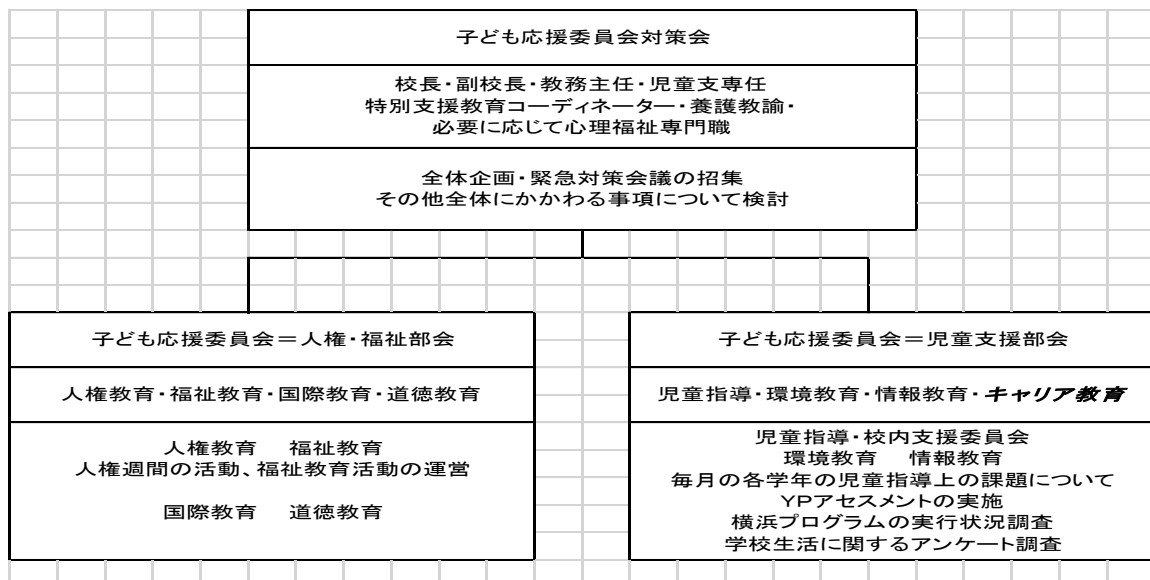 子ども応援委員会対策会
校長・副校長・教務主任・児童支専任
特別支援教育コーディネーター・養護教諭・
必要に応じて心理福祉専門職
全体企画・緊急対策会議の招集
その他全体にかかわる事項について検討
子ども応援委員会＝人権・福祉部会
人権教育・福祉教育・国際教育・道徳教育
人権教育　福祉教育
人権週間の活動、福祉教育活動の運営
国際教育　道徳教育
子ども応援委員会＝児童支援部会
児童指導・環境教育・情報教育・キャリア教育
児童指導・校内支援委員会
環境教育　情報教育
毎月の各学年の児童指導上の課題について
YPアセスメントの実施
横浜プログラムの実行状況調査
学校生活に関するアンケート調査